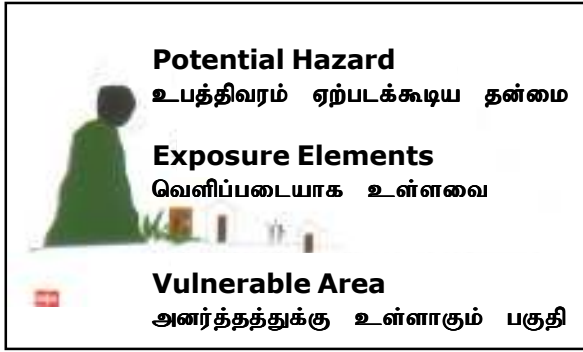 Potential Hazard
உபத்திவரம் ஏற்படக்கூடிய தன்மை
Exposure Elements
வெளிப்படையாக உள்ளவை
Vulnerable Area
அனர்த்தத்துக்கு உள்ளாகும் பகுதி